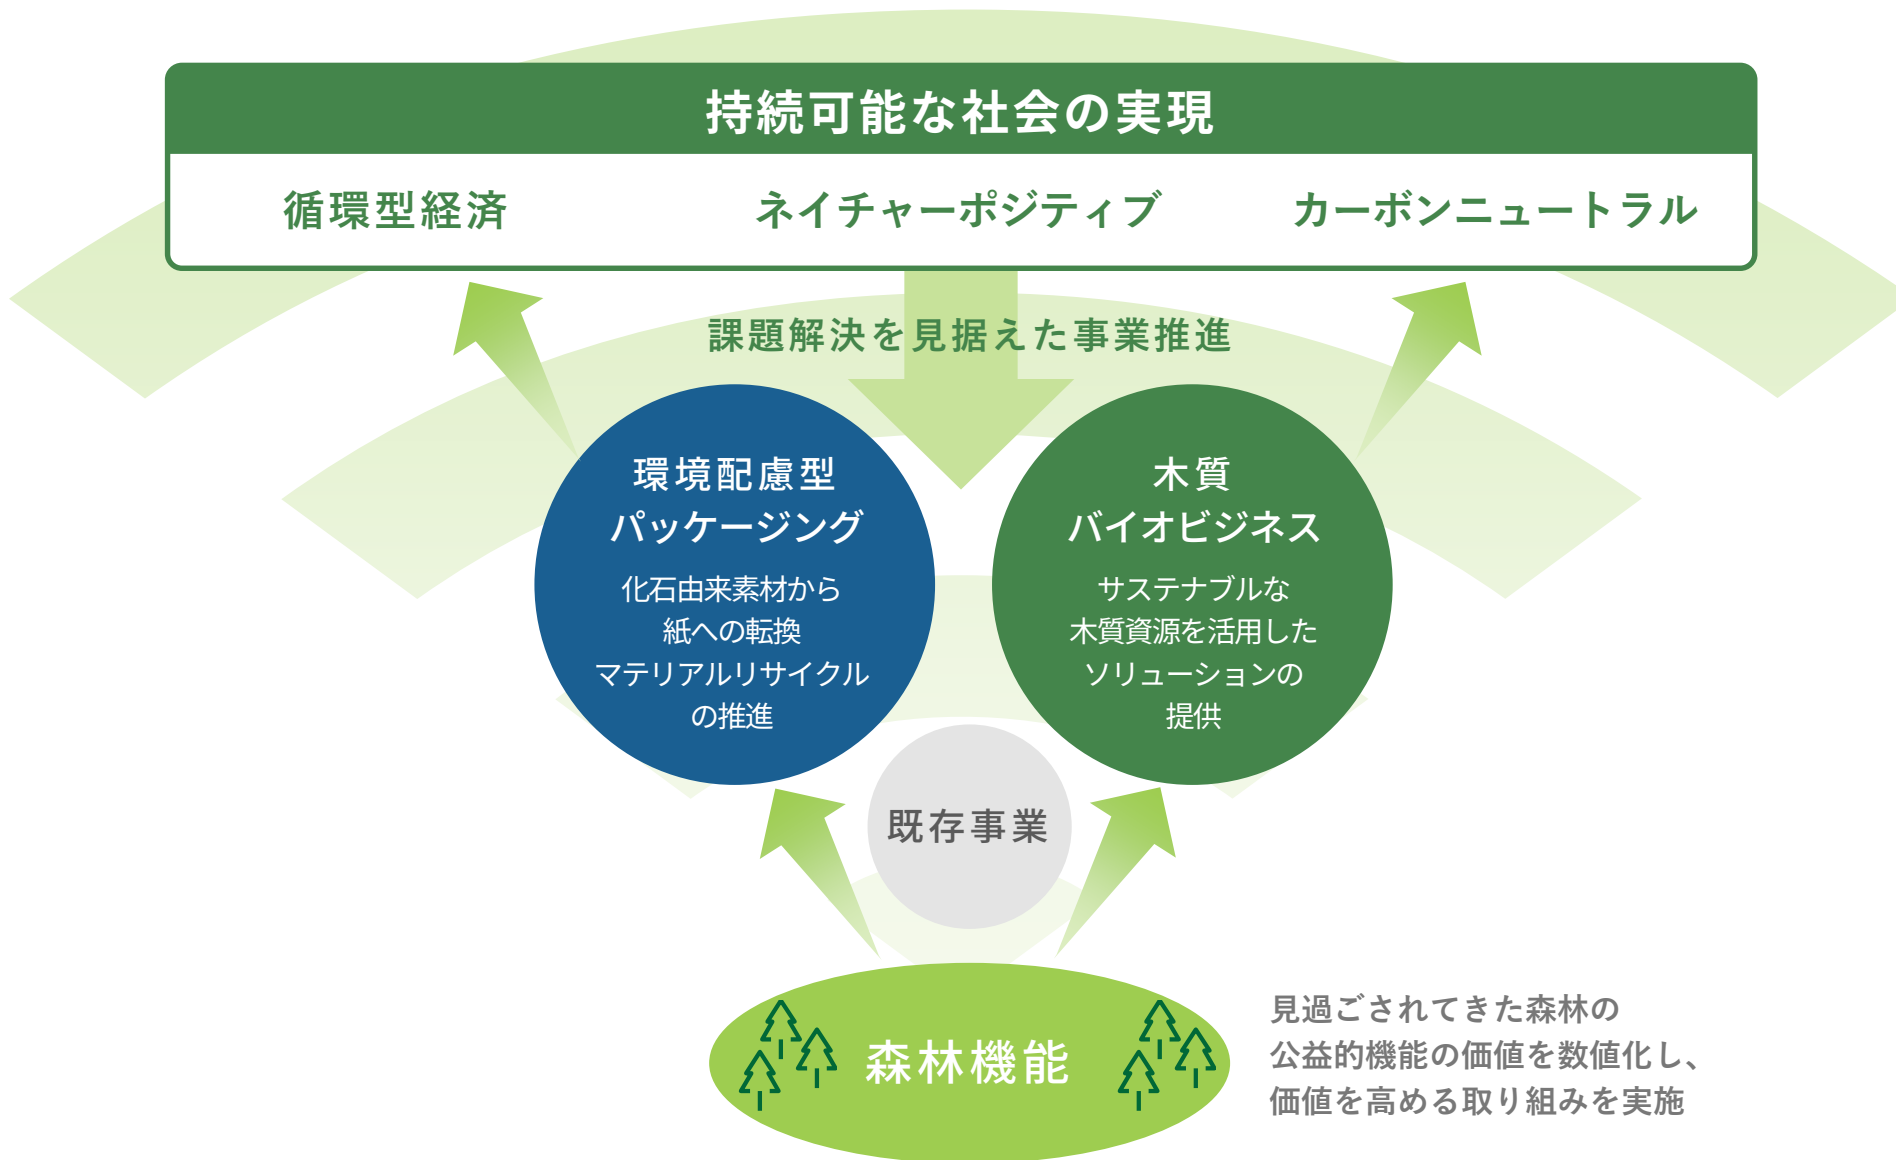 持続可能な社会の実現
循環型経済
ネイチャーポジティブ
カーボンニュートラル
課題解決を見据えた事業推進
環境配慮型
パッケージング
化石由来素材から
紙への転換
マテリアルリサイクル
の推進
木質
バイオビジネス
サステナブルな
木質資源を活用した
ソリューションの
提供
既存事業
森林機能
見過ごされてきた森林の
公益的機能の価値を数値化し、
価値を高める取り組みを実施